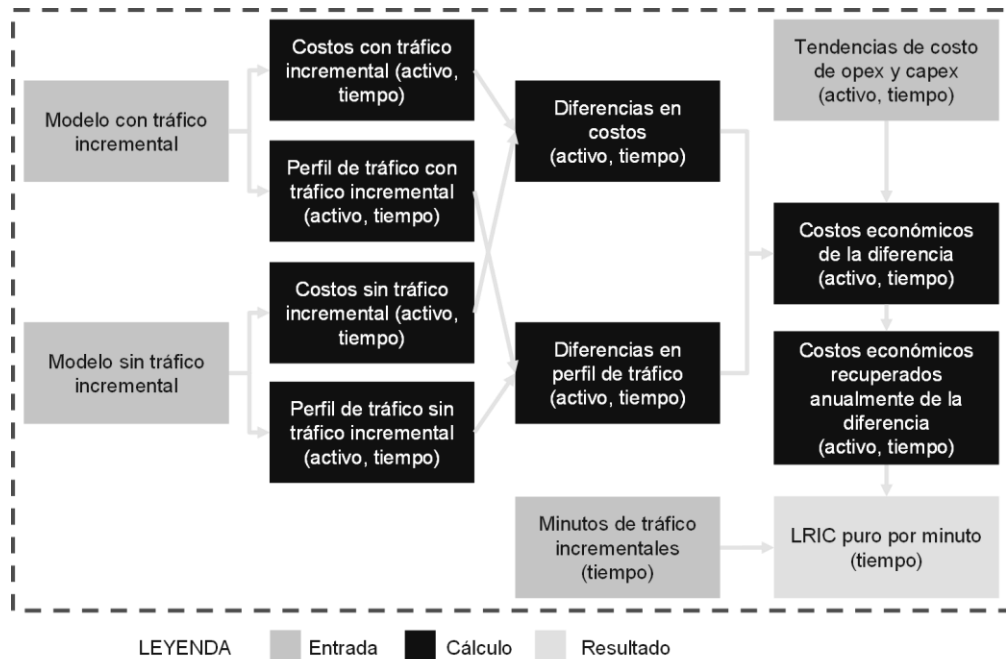 Modelo con tráfico
incremental
Modelo sin tráfico
incremental
Costos con tráfico
incremental (activo,
tiempo)
Perfil de tráfico con
tráfico incremental
(activo, tiempo)
Costos sin tráfico
incremental (activo,
tiempo)
Perfil de tráfico sin
tráfico incremental
(activo, tiempo)
Diferencias en
costos
(activo, tiempo)
Diferencias en
perfil de tráfico
(activo, tiempo)
Minutos de tráfico
incrementales
(tiempo)
Tendencias de costo
de opex y capex
(activo, tiempo)
Costos económicos
de la diferencia
(activo, tiempo)
Costos económicos
recuperados
anualmente de la
diferencia
(activo, tiempo)
LRIC puro por minuto
(tiempo)
LEYENDA
Entrada
Cálculo
Resultado